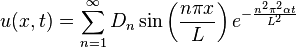 u(x,t) = \sum_{n=1}^{\infty} D_n \sin\left(\frac{n\pi x}{L}\right) e^{-\frac{n^2\pi^2\alpha t}{L^2}}